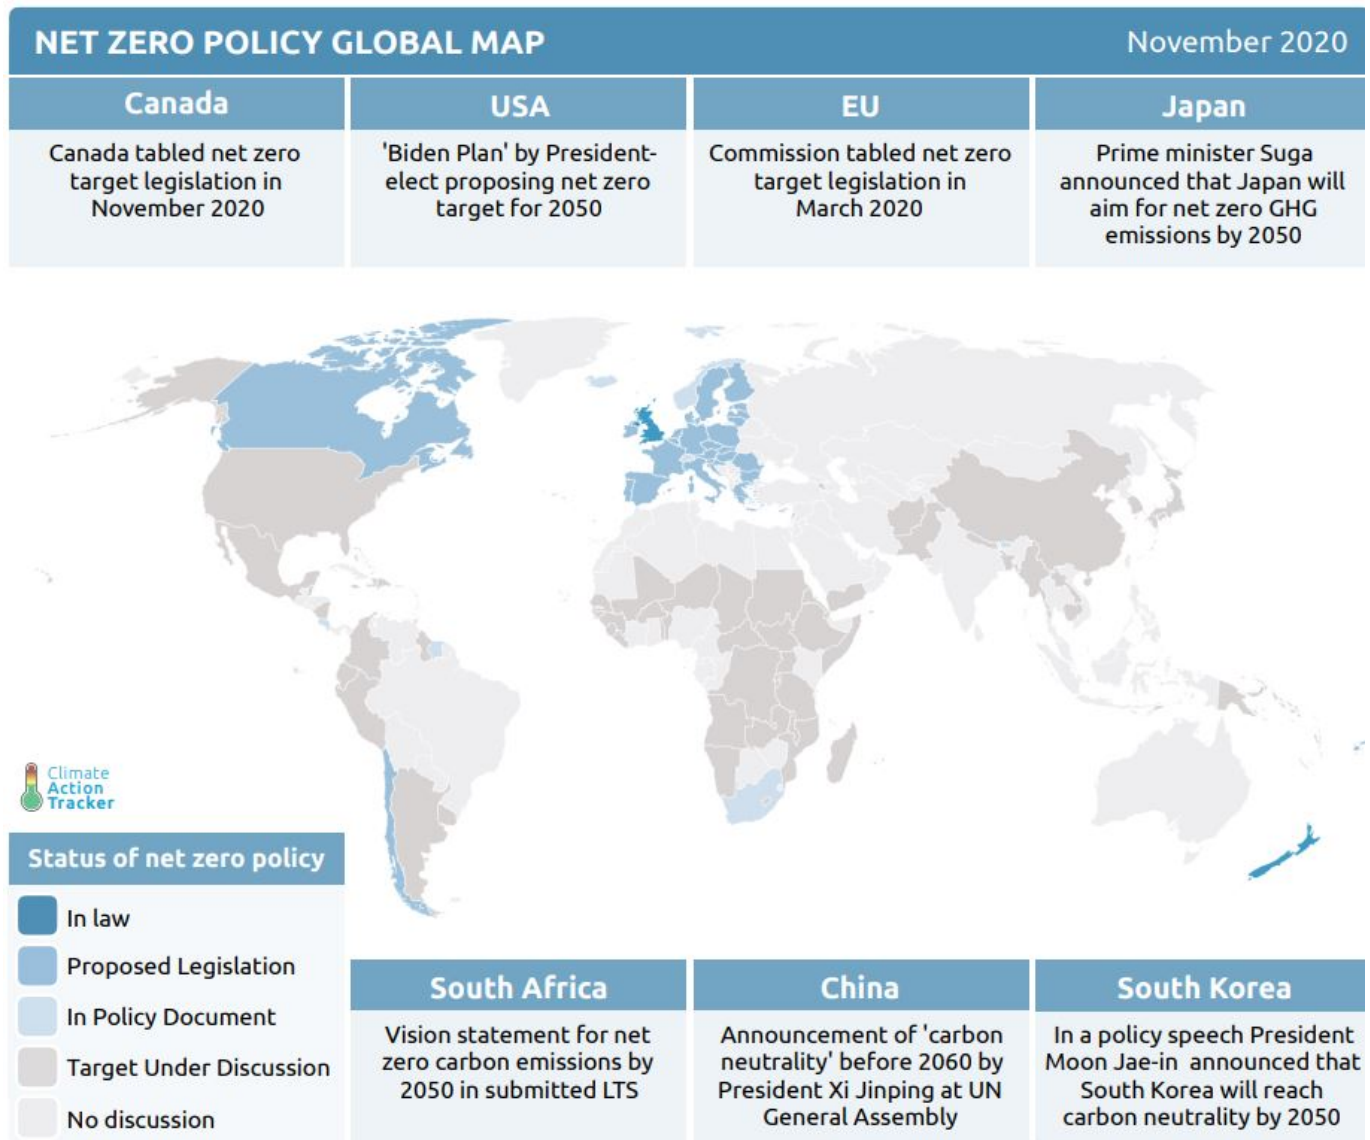 NET ZERO POLICY GLOBAL MAP
November 2020
Canada
Canada tabled net zero
target legislation in
November 2020
USA
'Biden Plan' by President-
elect proposing net zero
target for 2050
EU
Commission tabled net zero
target legislation in
March 2020
Japan
Prime minister Suga
announced that Japan will
aim for net zero GHG
emissions by 2050
Climate
Action
Tracker
Status of net zero policy
In law
Proposed Legislation
In Policy Document
Target Under Discussion
No discussion
South Africa
Vision statement for net
zero carbon emissions by
2050 in submitted LTS
China
Announcement of 'carbon
neutrality' before 2060 by
President Xi Jinping at UN
General Assembly
South Korea
In a policy speech President
Moon Jae-in announced that
South Korea will reach
carbon neutrality by 2050